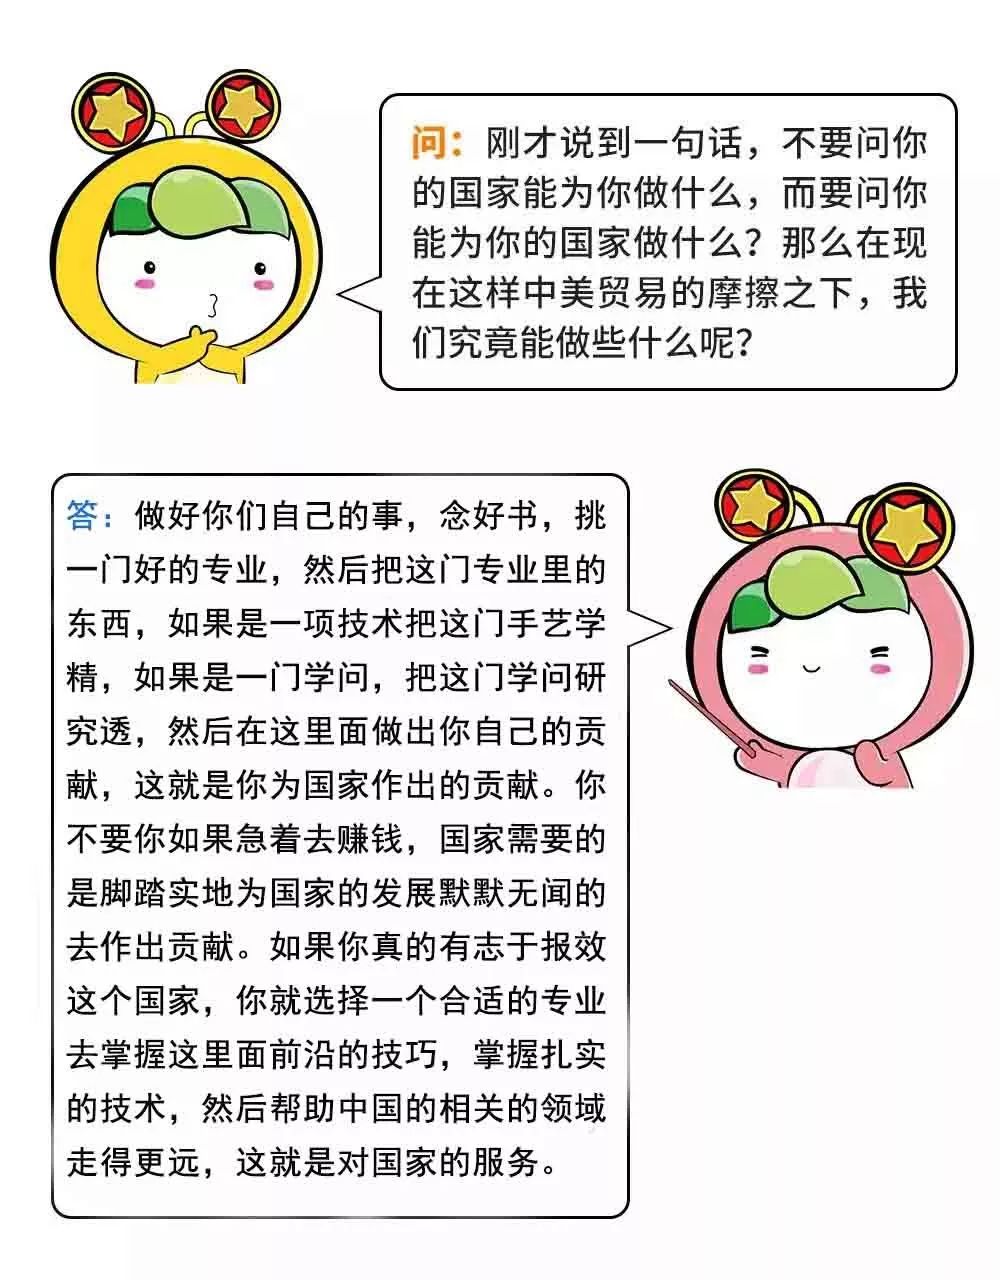 问：刚才说到一句话，不要问你
的国家能为你做什么，而要问你
能为你的国家做什么？那么在现
在这样中美贸易的摩擦之下，我
们究竟能做些什么呢？
答：做好你们自己的事，念好书，挑
一门好的专业，然后把这门专业里的
东西，如果是一项技术把这门手艺学
精，如果是一门学问，把这门学问研
究透，然后在这里面做出你自己的贡
献，这就是你为国家作出的贡献。你
不要你如果急着去赚钱，国家需要的
是脚踏实地为国家的发展默默无闻的
去作出贡献。如果你真的有志于报效
这个国家，你就选择一个合适的专业
去掌握这里面前沿的技巧，掌握扎实
的技术，然后帮助中国的相关的领域
走得更远，这就是对国家的服务。